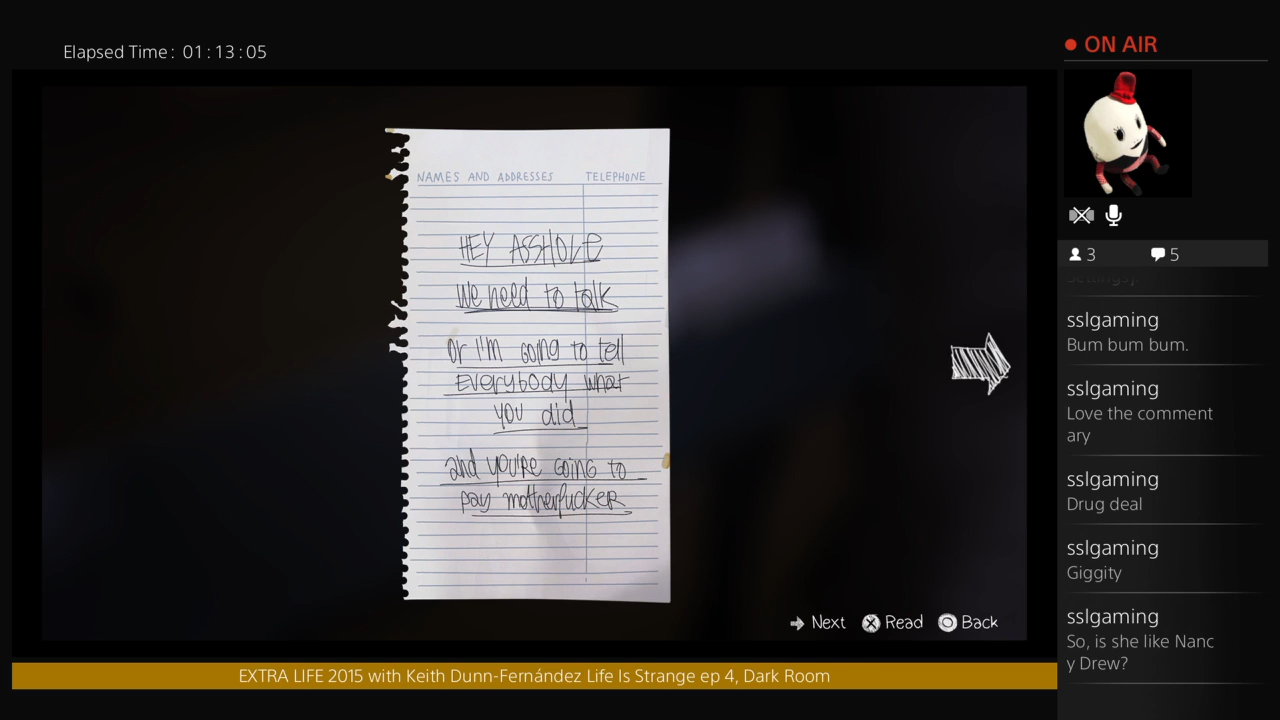 Elapsed Time: 01:13:05
ON AIR
3
5
NAMES AND ADDRESSES TELEPHONE
HEY ASSHOLE
We need to talk
Or I'm going to tell
Everybody what
you did
and you're going to
pay motherfucker
Next Read Back
Settings].
sslgaming
Bum bum bum.
sslgaming
Love the comment
ary
sslgaming
Drug deal
sslgaming
Giggity
sslgaming
So, is she like Nanc
y Drew?
EXTRA LIFE 2015 with Keith Dunn-Fernández Life Is Strange ep 4, Dark Room